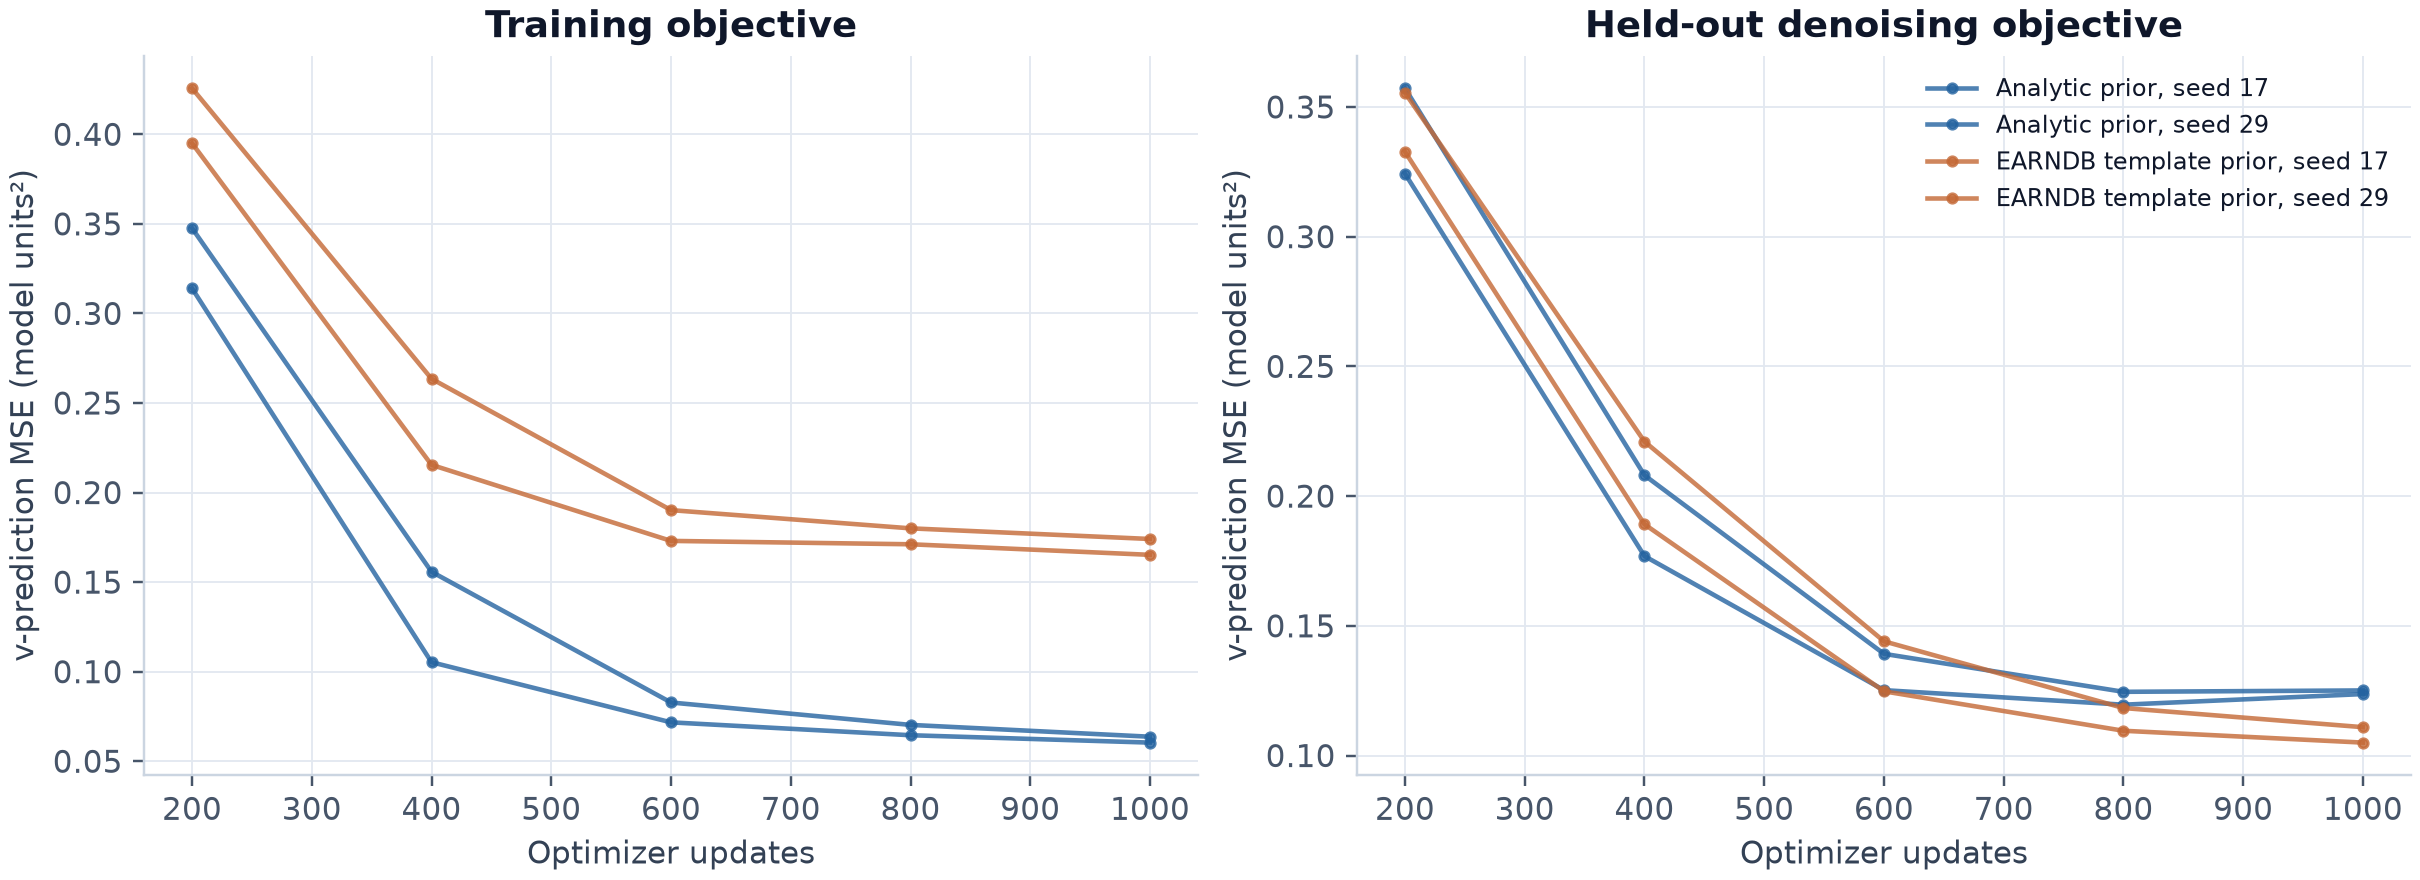 Training objective
v-prediction MSE (model units²)
0.40
0.35
0.30
0.25
0.20
0.15
0.10
0.05
200 300 400 500 600 700 800 900 1000
Optimizer updates
Held-out denoising objective
v-prediction MSE (model units²)
0.35
0.30
0.25
0.20
0.15
0.10
Analytic prior, seed 17
Analytic prior, seed 29
EARNDB template prior, seed 17
EARNDB template prior, seed 29
200 300 400 500 600 700 800 900 1000
Optimizer updates